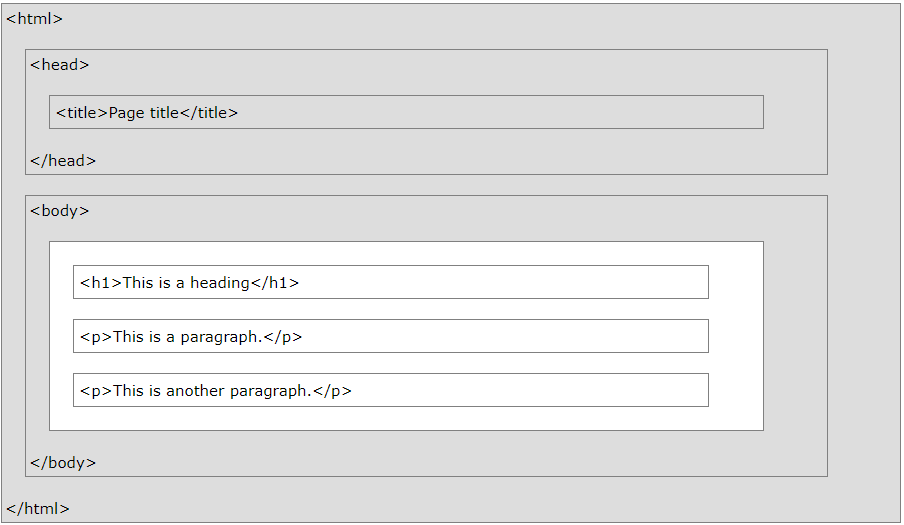 <html>
<head>
<title>Page title</title>
</head>
<body>
<h1>This is a heading</h1>
<p>This is a paragraph.</p>
<p>This is another paragraph.</p>
</body>
</html>